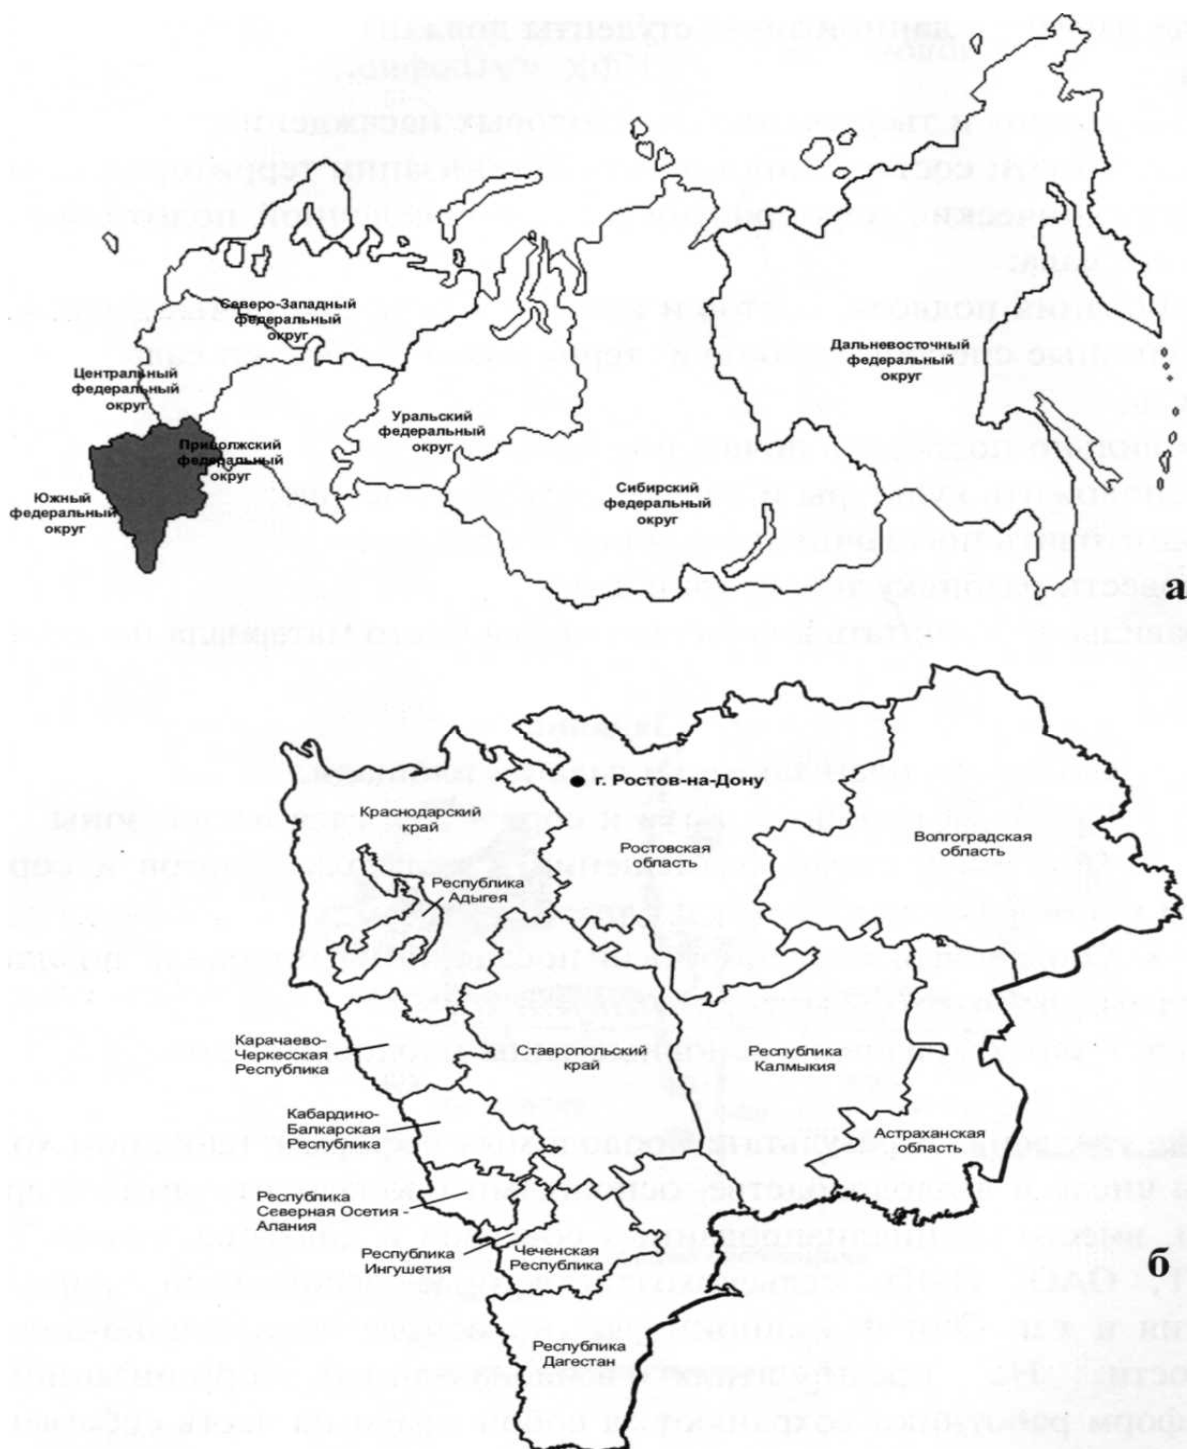 Северо-Западный
федеральный
округ
Центральный
федеральный
округ
Приволжский
федеральный
округ
Южный
федеральный
округ
Уральский
федеральный
округ
Сибирский
федеральный
округ
Дальневосточный
федеральный
округ
а
г. Ростов-на-Дону
Краснодарский
край
Ростовская
область
Волгоградская
область
Республика
Адыгея
Карачаево-
Черкесская
Республика
Ставропольский
край
Республика
Калмыкия
Кабардино-
Балкарская
Республика
Астраханская
область
Республика
Северная Осетия -
Алания
Республика
Ингушетия
Чеченская
Республика
б
Республика
Дагестан